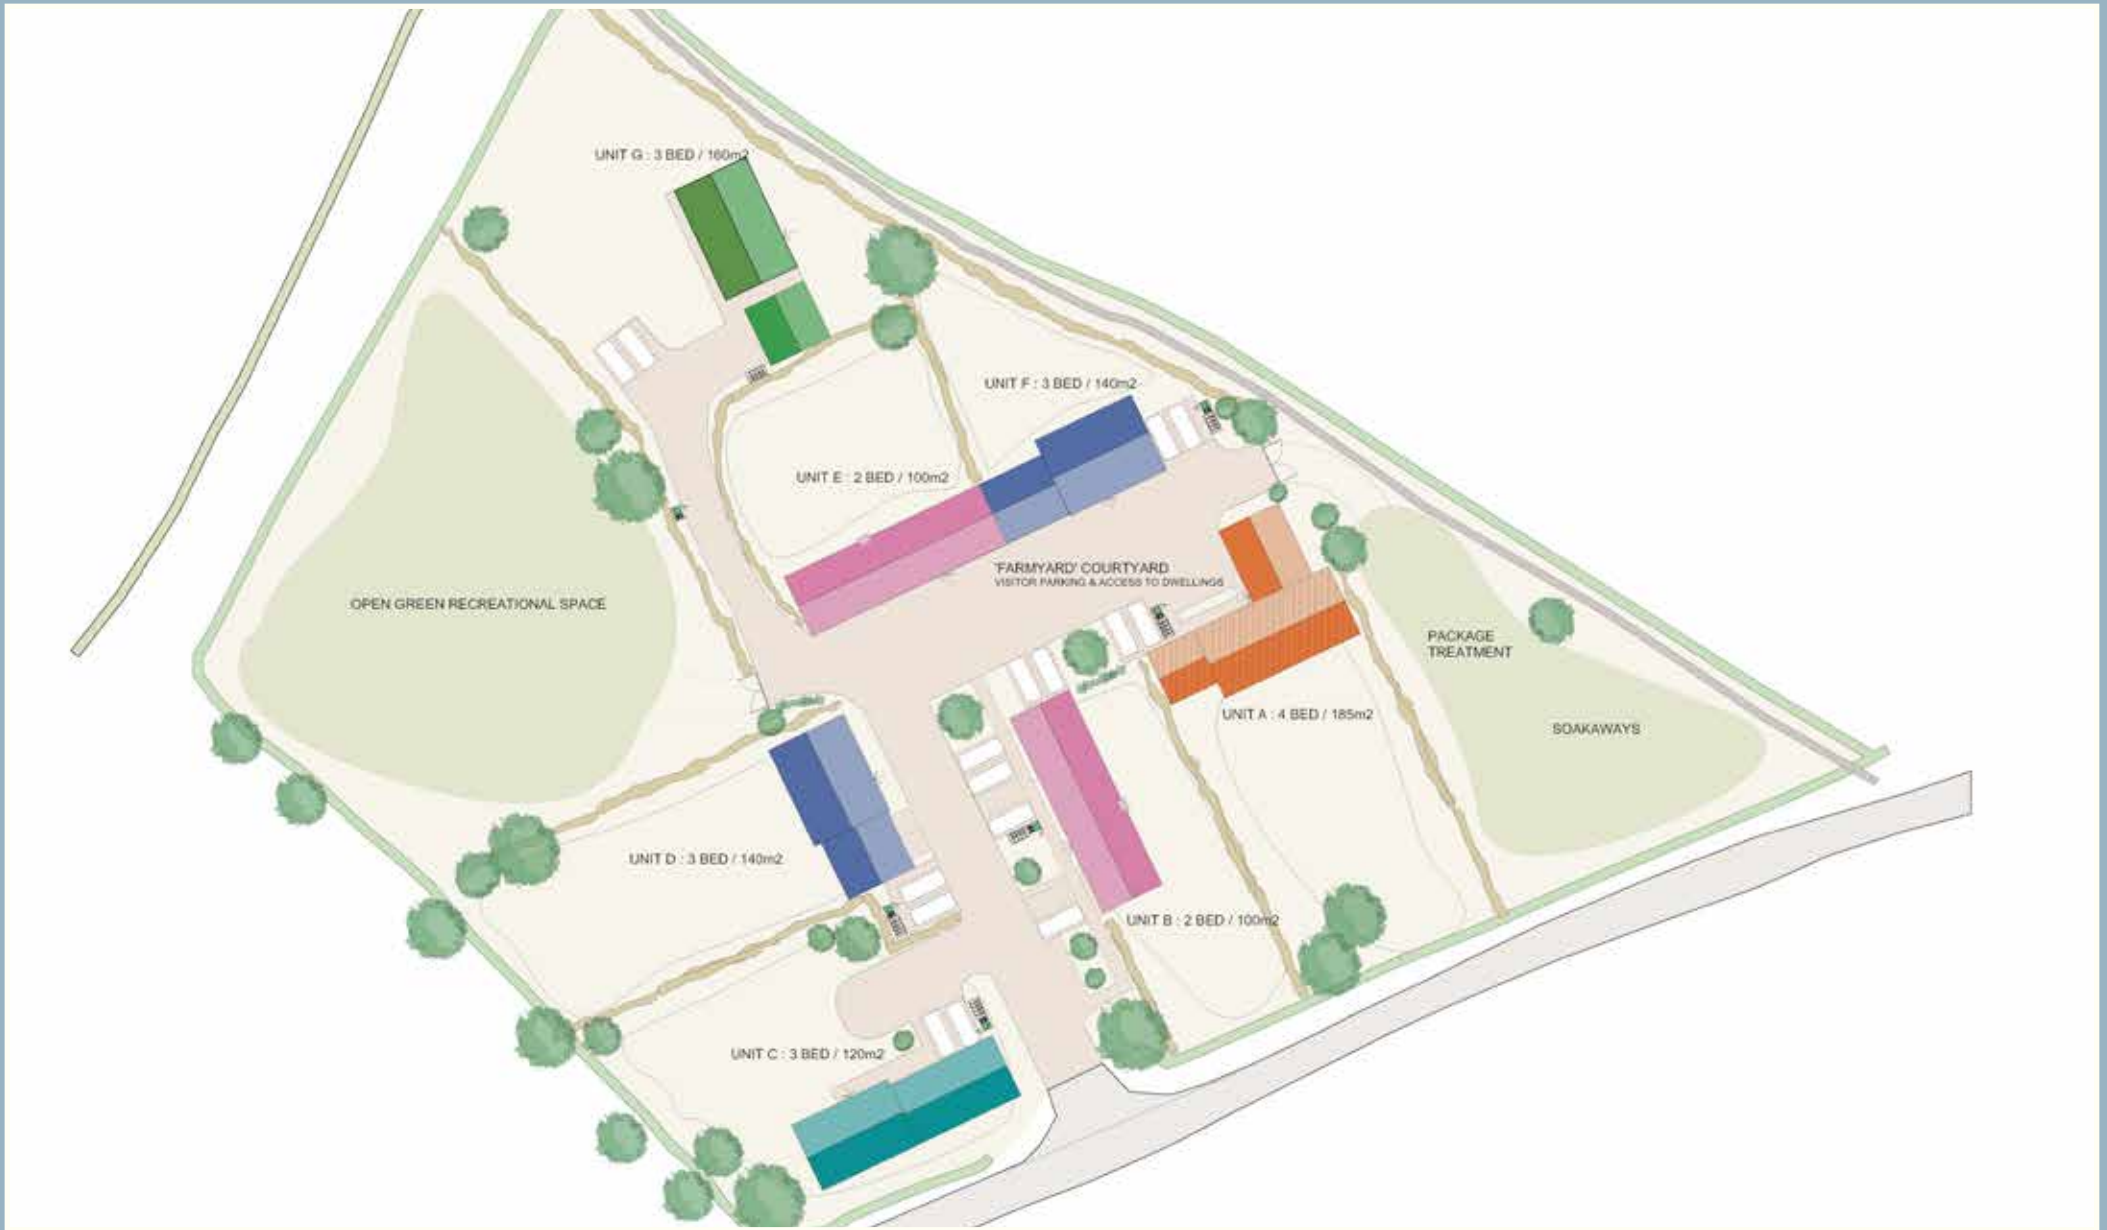 UNIT G : 3 BED / 160m2
UNIT F : 3 BED / 140m2
UNIT E : 2 BED / 100m2
'FARMYARD' COURTYARD
VISITOR PARKING & ACCESS TO DWELLINGS
OPEN GREEN RECREATIONAL SPACE
PACKAGE
TREATMENT
UNIT A : 4 BED / 185m2
SOAKAWAYS
UNIT D : 3 BED / 140m2
UNIT B : 2 BED / 100m2
UNIT C : 3 BED / 120m2